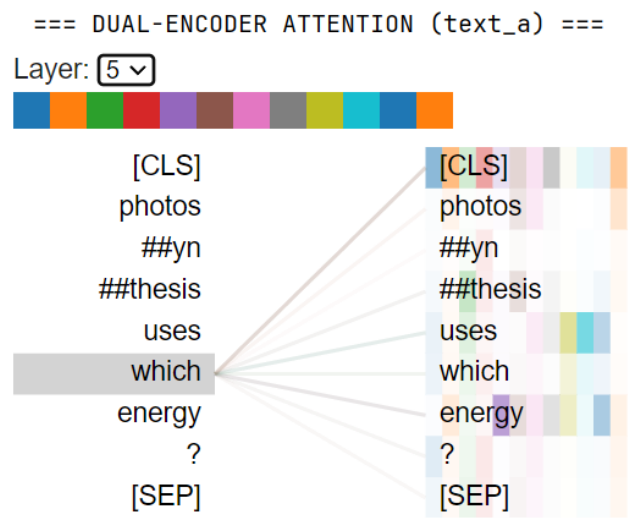 === DUAL-ENCODER ATTENTION (text_a) ===
Layer: 5
[CLS] [CLS]
photos photos
##yn ##yn
##thesis ##thesis
uses uses
which which
energy energy
? ?
[SEP] [SEP]